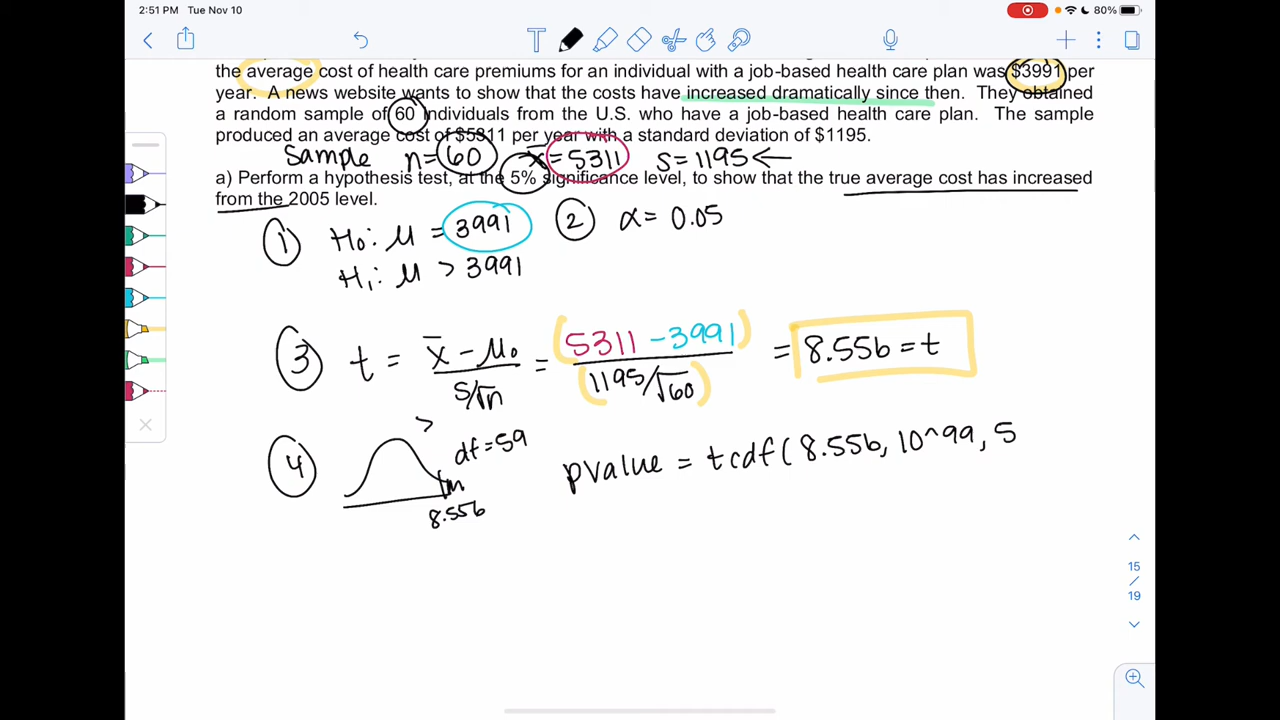 2:51 PM Tue Nov 10
80%
the average cost of health care premiums for an individual with a job-based health care plan was $3991 per
year. A news website wants to show that the costs have increased dramatically since then. They obtained
a random sample of 60 individuals from the U.S. who have a job-based health care plan. The sample
produced an average cost of $5311 per year with a standard deviation of $1195.
Sample n=60 x̄=5311 s=1195←
a) Perform a hypothesis test, at the 5% significance level, to show that the true average cost has increased
from the 2005 level.
① H₀: μ = 3991 ② α = 0.05
H₁: μ > 3991
③ t = x̄ - μ₀ / s/√n = (5311 - 3991) / (1195/√60) = 8.556 = t
>
④ df=59 pvalue = tcdf(8.556, 10^99, 5
8.556
15
/
19